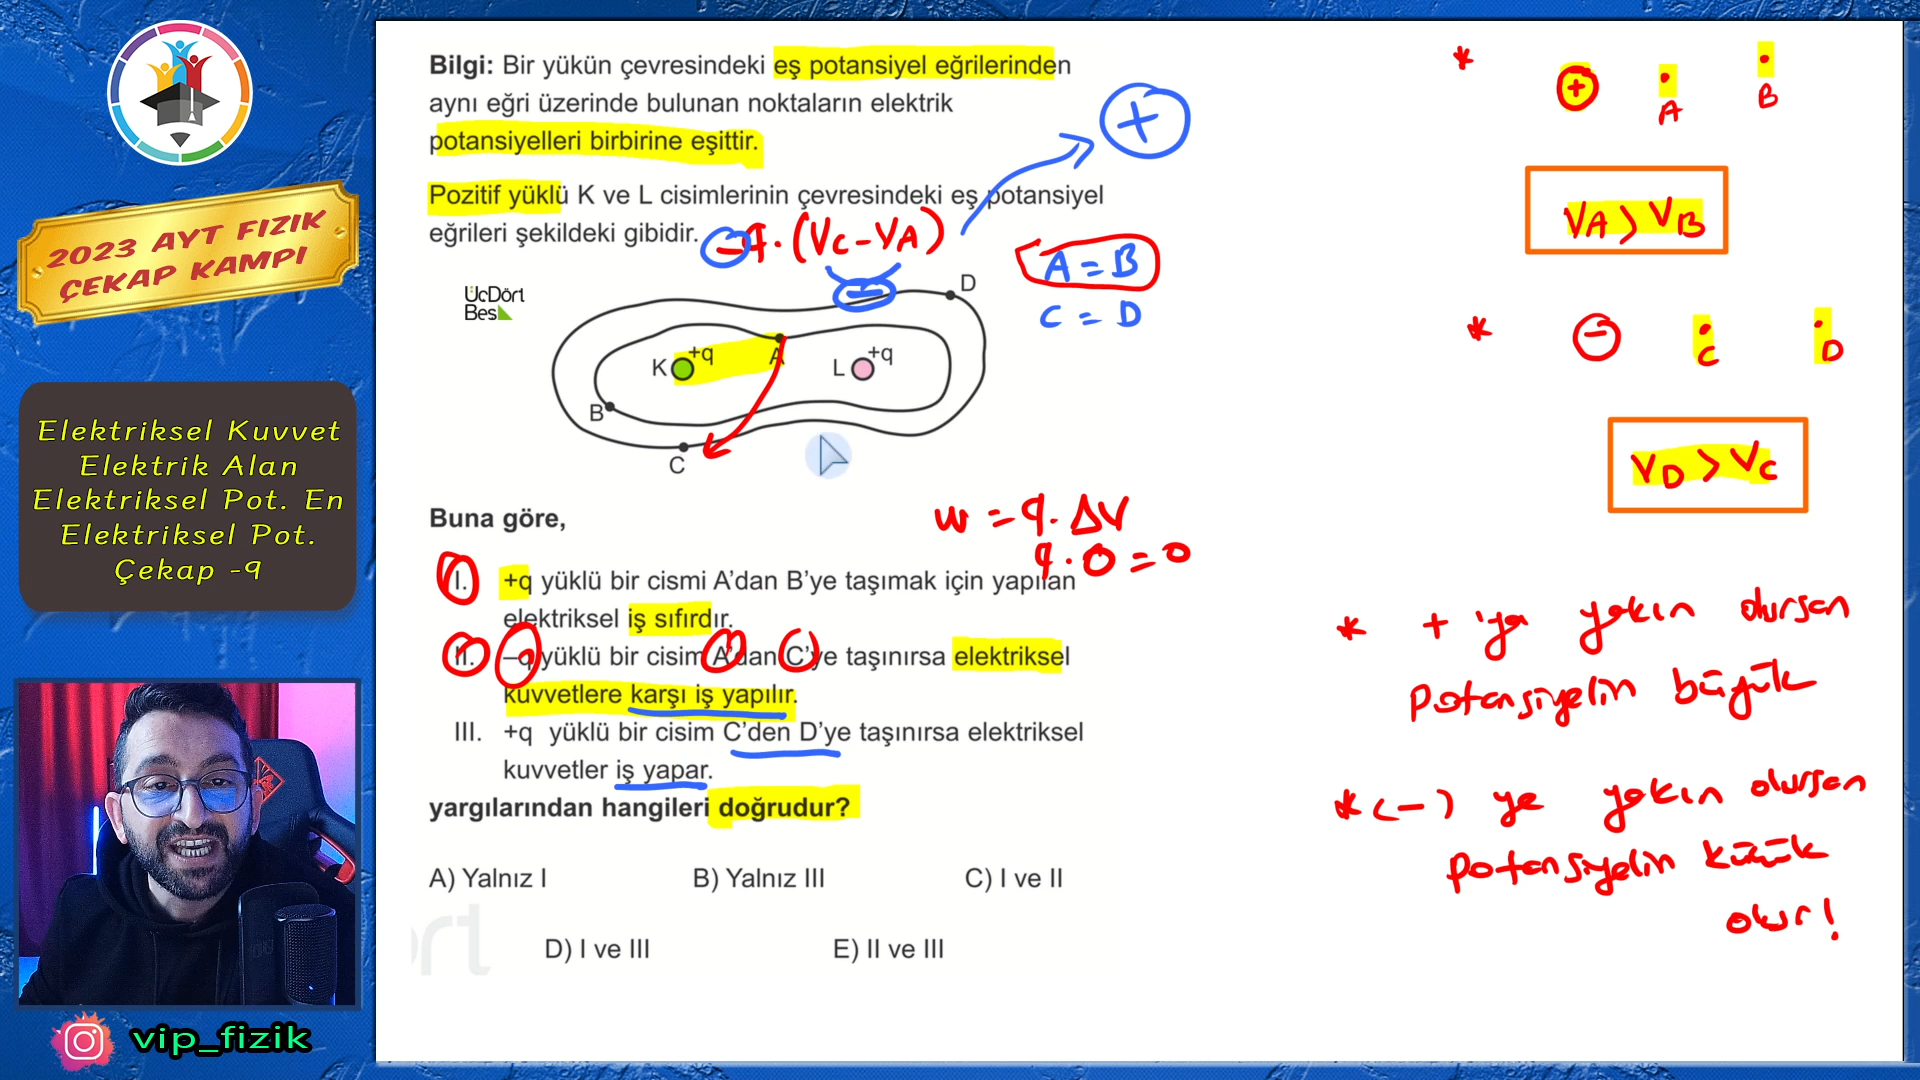 2023 AYT FIZIK
ÇEKAP KAMPI
Elektriksel Kuvvet
Elektrik Alan
Elektriksel Pot. En
Elektriksel Pot.
Çekap -9
vip_fizik
Bilgi: Bir yükün çevresindeki eş potansiyel eğrilerinden
aynı eğri üzerinde bulunan noktaların elektrik
potansiyelleri birbirine eşittir.
Pozitif yüklü K ve L cisimlerinin çevresindeki eş potansiyel
eğrileri şekildeki gibidir.
-q.(VC-VA)
+
A = B
C = D
ÜçDört
Beş
D
K +q
A
L +q
B
C
Buna göre,
W = q.ΔV
q.0=0
I. +q yüklü bir cismi A’dan B’ye taşımak için yapılan
elektriksel iş sıfırdır.
II. –q yüklü bir cisim A’dan C’ye taşınırsa elektriksel
kuvvetlere karşı iş yapılır.
III. +q yüklü bir cisim C’den D’ye taşınırsa elektriksel
kuvvetler iş yapar.
yargılarından hangileri doğrudur?
A) Yalnız I B) Yalnız III C) I ve II
D) I ve III E) II ve III
* + A B
VA > VB
* - C D
VD > VC
* + 'ya yakın olursan
Potansiyelin büyük
* (-) ye yakın olursan
Potansiyelin küçük
olur!